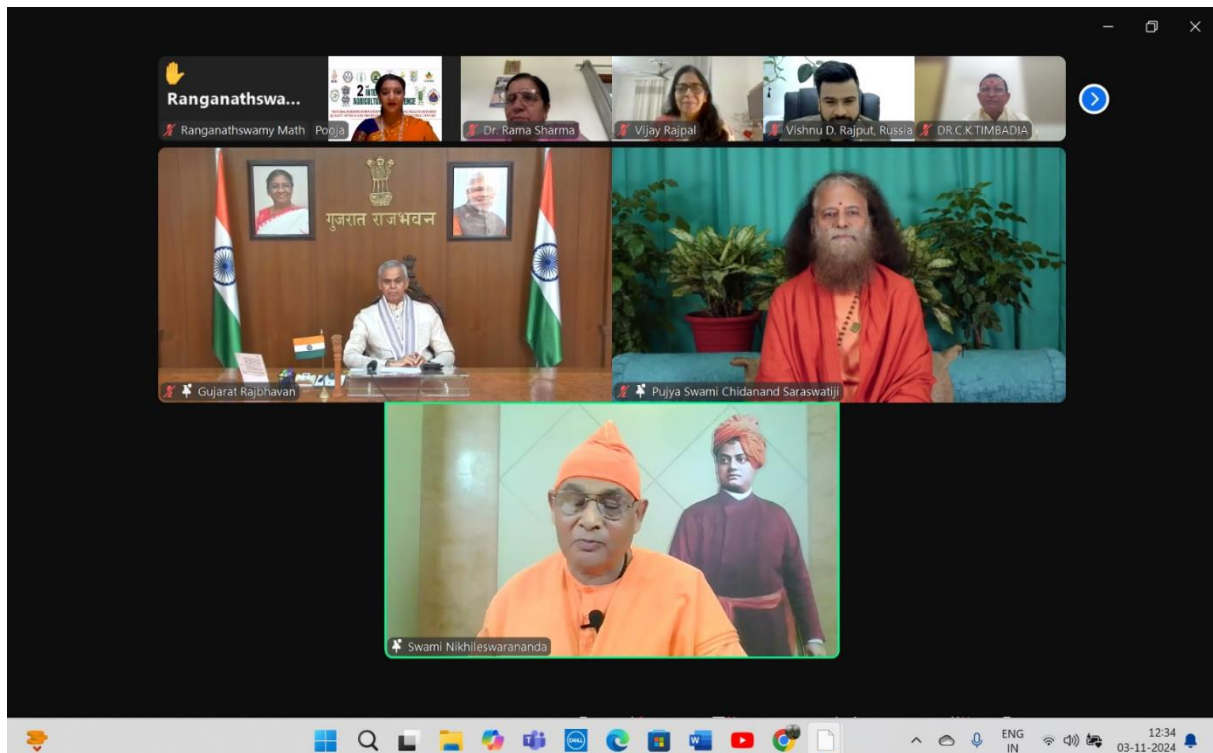 Ranganathswa...
Ranganathswamy Math
Pooja
Dr. Rama Sharma
Vijay Rajpal
Vishnu D. Rajput, Russia
DR.C.K.TIMBADIA
गुजरात राजभवन
Gujarat Rajbhavan
Pujya Swami Chidanand Saraswatiji
Swami Nikhileswarananda
DELL
W
ENG
IN
12:34
03-11-2024